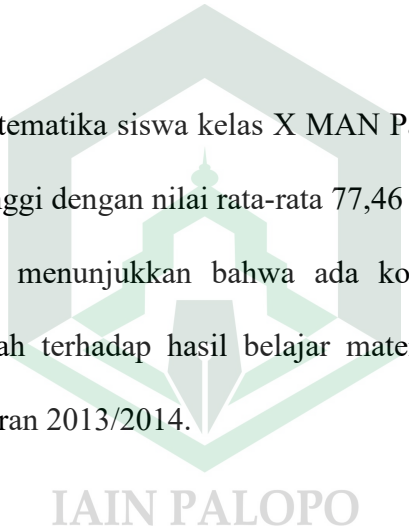 tematika siswa kelas X MAN Pa
nggi dengan nilai rata-rata 77,46
menunjukkan bahwa ada ko
ah terhadap hasil belajar mate
ran 2013/2014.
IAIN PALOPO